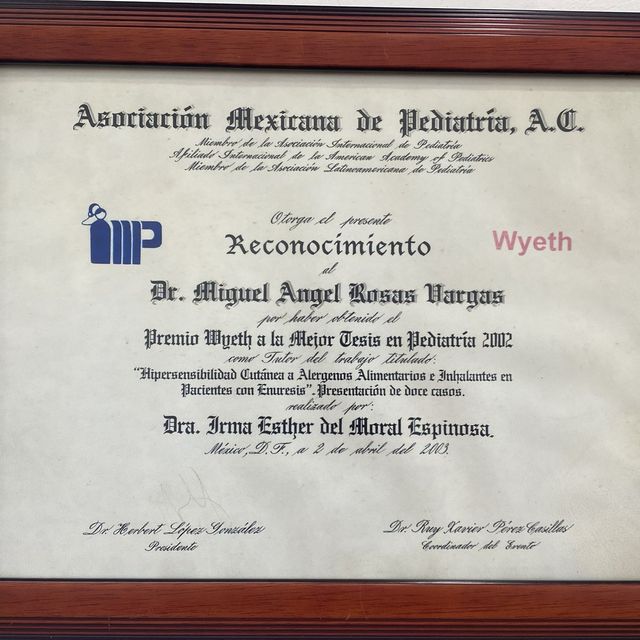 Asociación Mexicana de Pediatría, A.C.
Miembro de la Asociación Internacional de Pediatría
Afiliado Internacional de la American Academy of Pediatrics
Miembro de la Asociación Latinoamericana de Pediatría
Otorga el presente
Reconocimiento
Wyeth
al
Dr. Miguel Angel Rosas Vargas
por haber obtenido el
Premio Wyeth a la Mejor Tesis en Pediatría 2002
como Tutor del trabajo titulado:
"Hipersensibilidad Cutánea a Alergenos Alimentarios e Inhalantes en
Pacientes con Enuresis". Presentación de doce casos.
realizado por:
Dra. Irma Esther del Moral Espinosa.
México, D.F., a 2 de abril del 2003.
Dr. Herbert López González
Presidente
Dr. Ruy Xavier Pérez Casillas
Coordinador del Evento